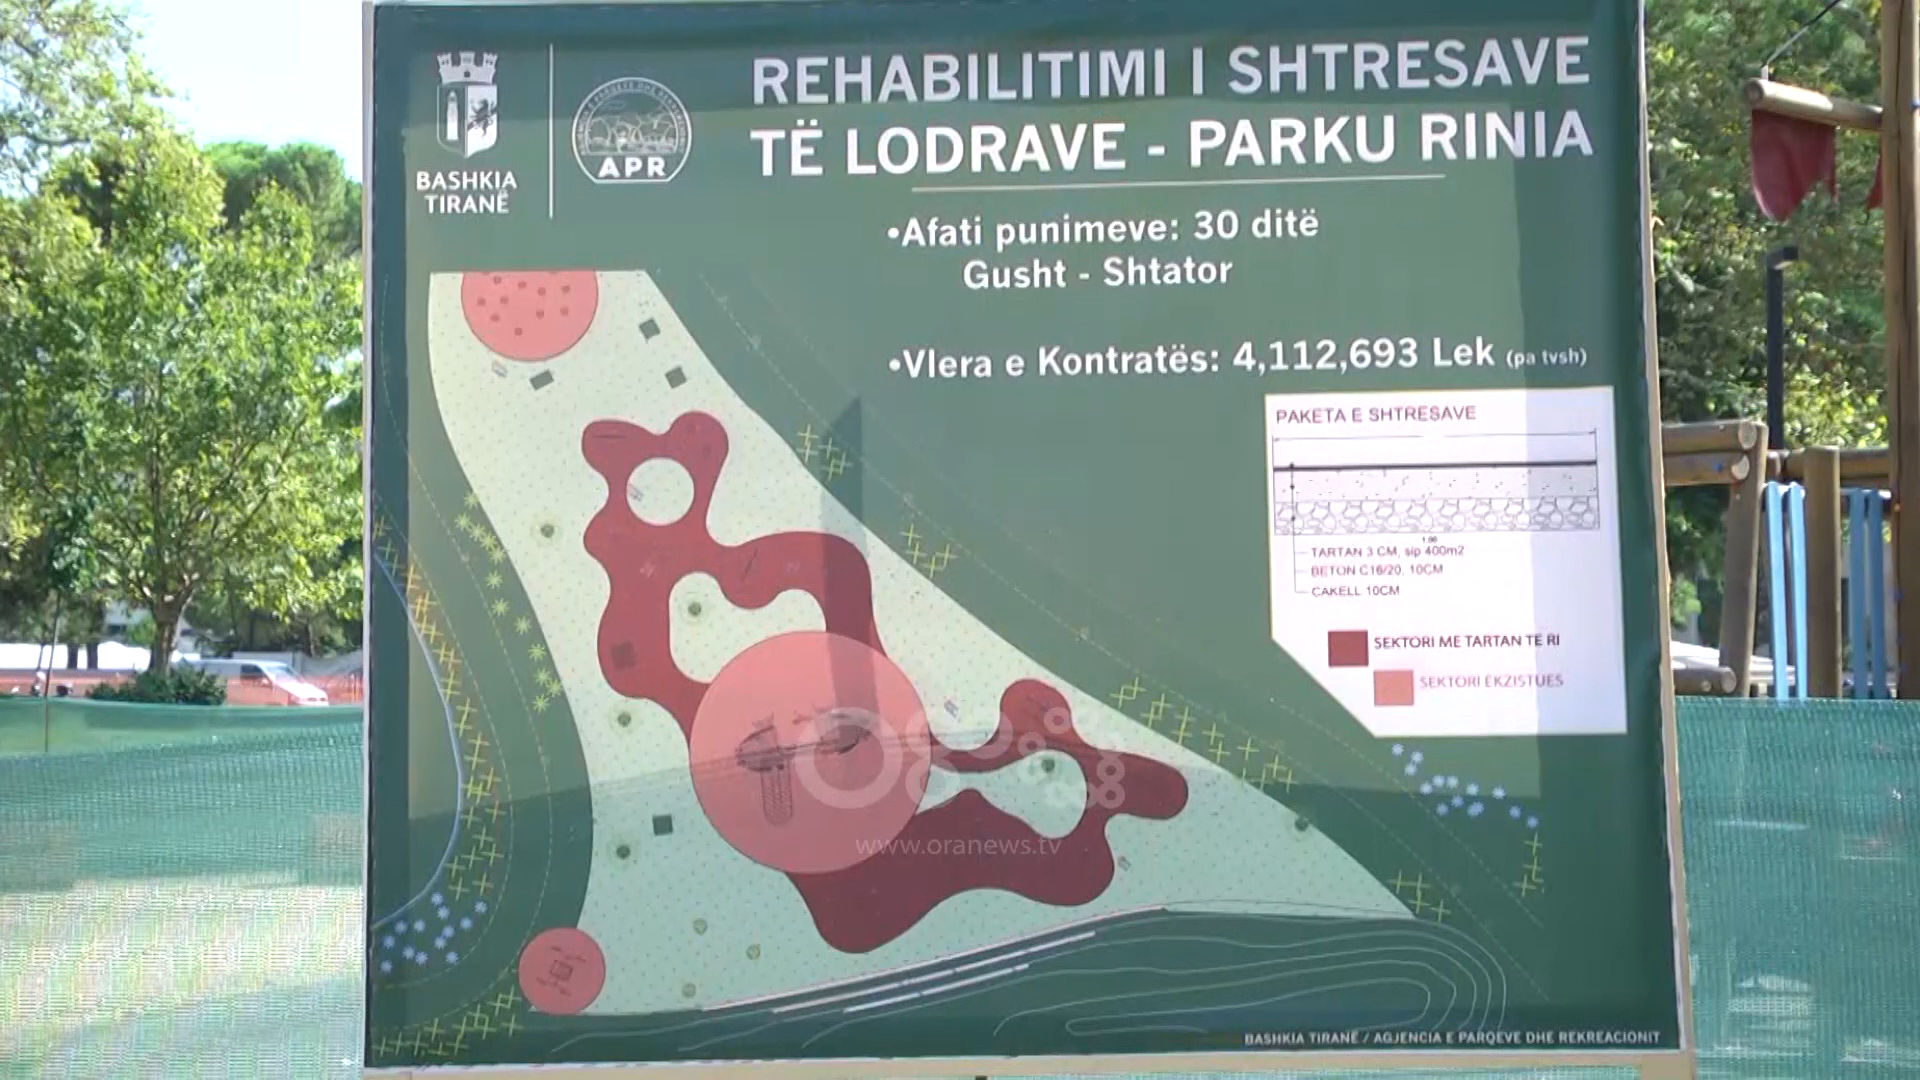 BASHKIA
TIRANË
APR
REHABILITIMI I SHTRESAVE
TË LODRAVE - PARKU RINIA
•Afati punimeve: 30 ditë
Gusht - Shtator
•Vlera e Kontratës: 4,112,693 Lek (pa tvsh)
PAKETA E SHTRESAVE
1.00
TARTAN 3 CM, sip 400m2
BETON C16/20, 10CM
CAKELL 10CM
SEKTORI ME TARTAN TE RI
SEKTORI EKZISTUES
www.oranews.tv
BASHKIA TIRANË / AGJENCIA E PARQEVE DHE REKREACIONIT